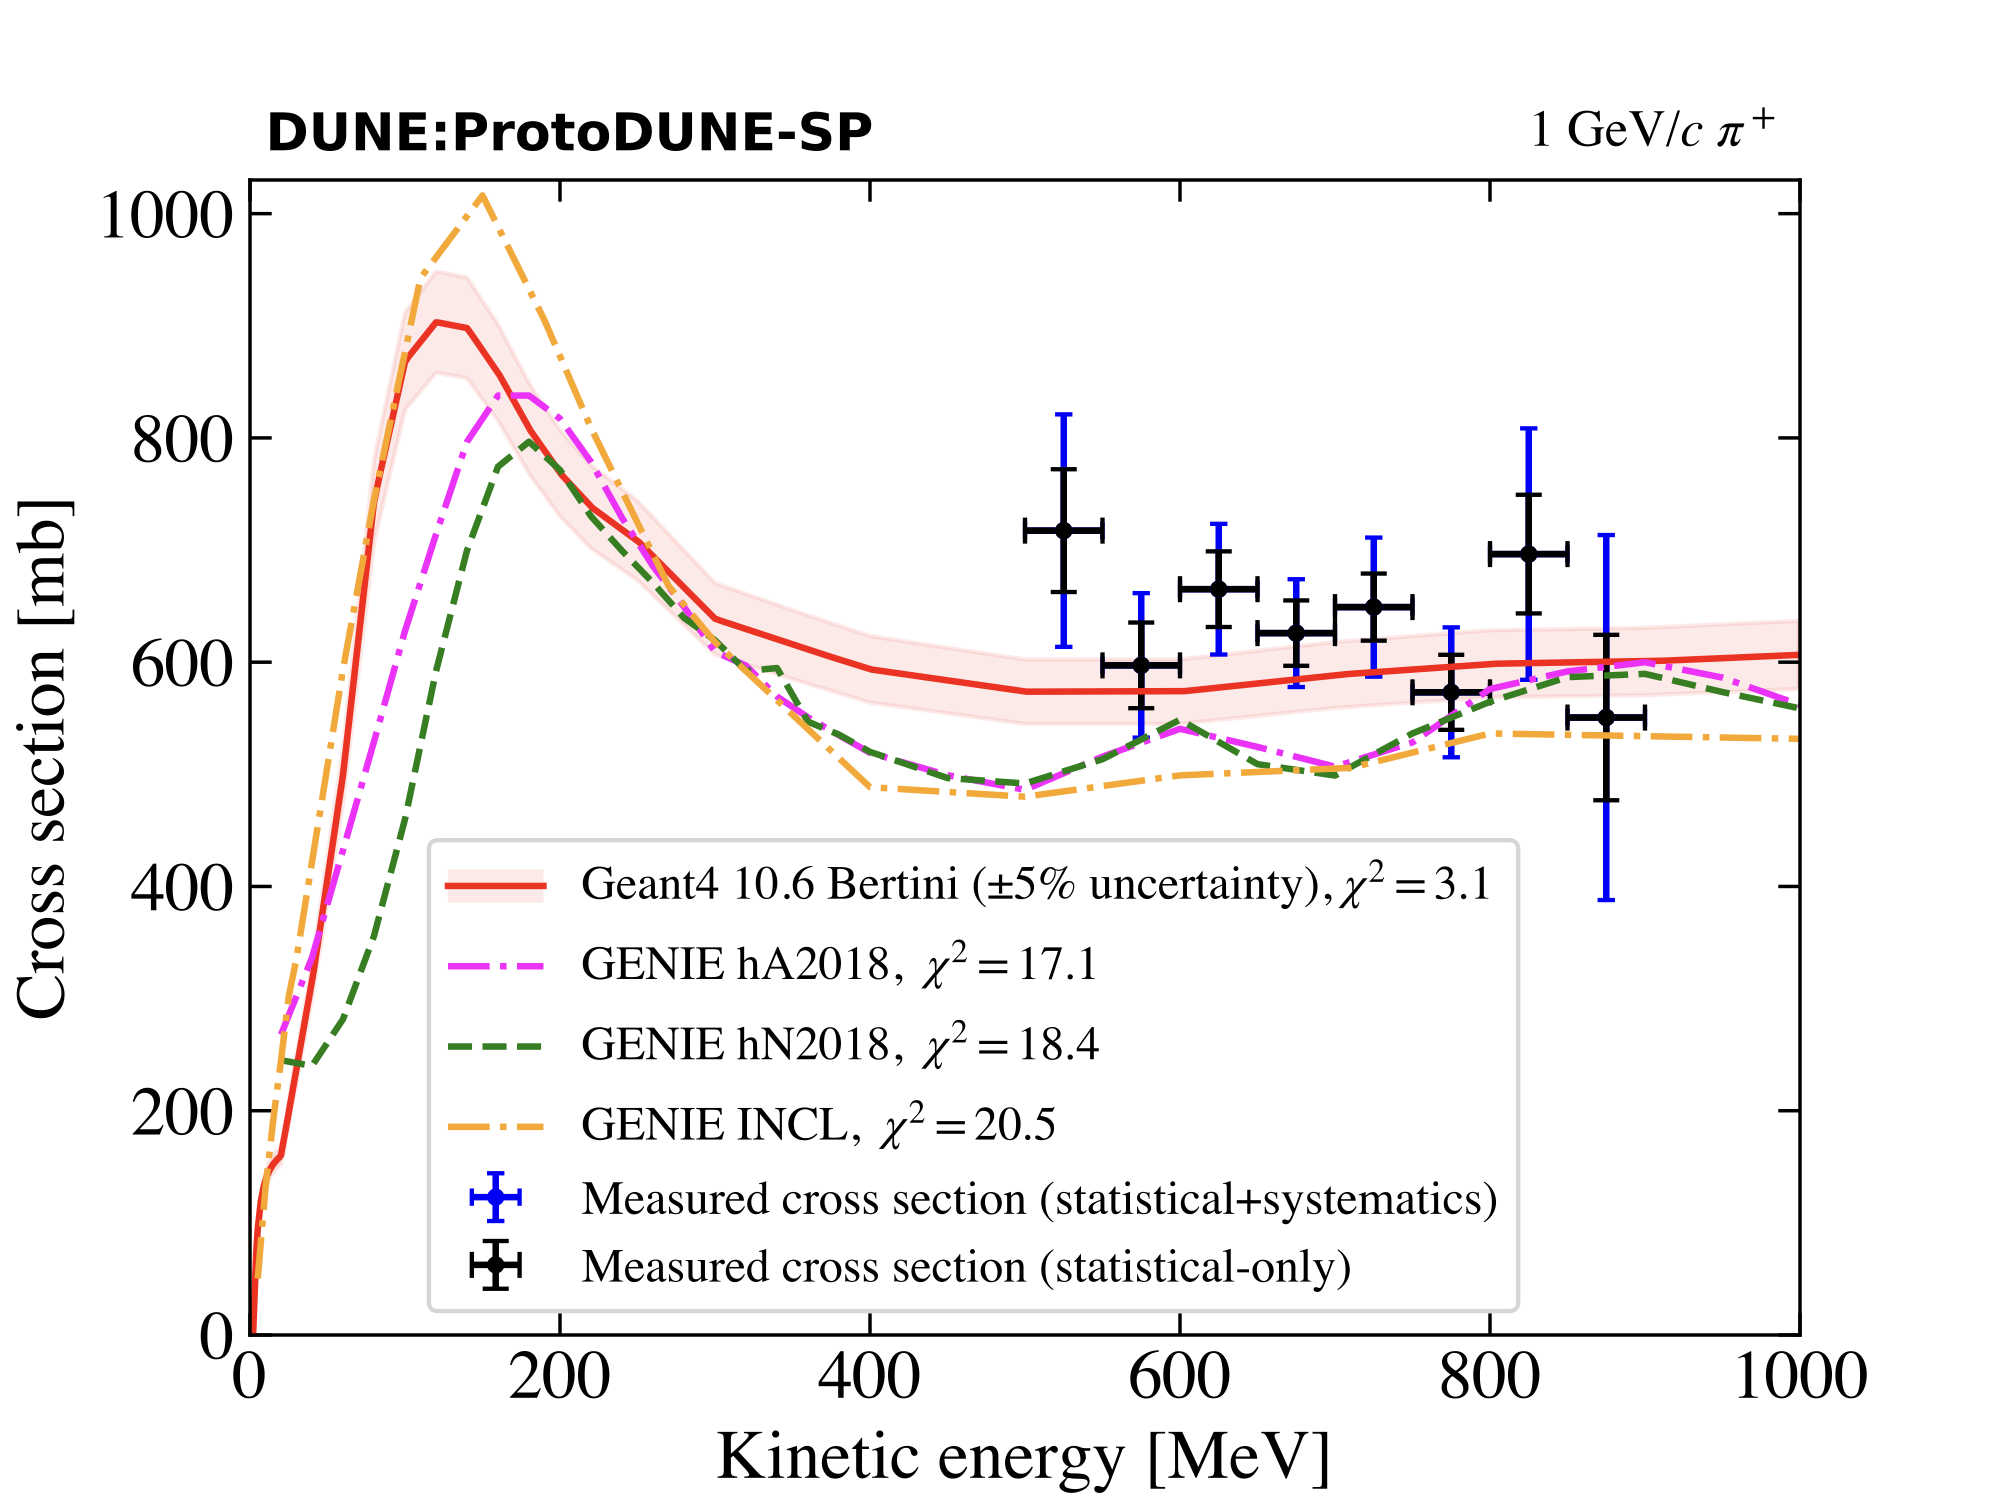 DUNE:ProtoDUNE-SP
1 GeV/c π⁺
1000
800
600
400
200
0
Cross section [mb]
Geant4 10.6 Bertini (±5% uncertainty), χ² = 3.1
GENIE hA2018, χ² = 17.1
GENIE hN2018, χ² = 18.4
GENIE INCL, χ² = 20.5
Measured cross section (statistical+systematics)
Measured cross section (statistical-only)
0 200 400 600 800 1000
Kinetic energy [MeV]